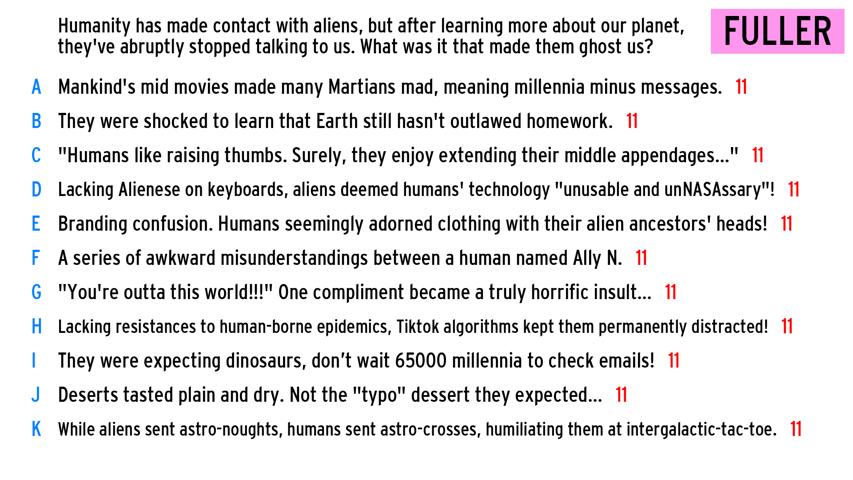 Humanity has made contact with aliens, but after learning more about our planet,
they've abruptly stopped talking to us. What was it that made them ghost us?
FULLER
A Mankind's mid movies made many Martians mad, meaning millennia minus messages. 11
B They were shocked to learn that Earth still hasn't outlawed homework. 11
C "Humans like raising thumbs. Surely, they enjoy extending their middle appendages..." 11
D Lacking Alienese on keyboards, aliens deemed humans' technology "unusable and unNASAssary"! 11
E Branding confusion. Humans seemingly adorned clothing with their alien ancestors' heads! 11
F A series of awkward misunderstandings between a human named Ally N. 11
G "You're outta this world!!!" One compliment became a truly horrific insult... 11
H Lacking resistances to human-borne epidemics, Tiktok algorithms kept them permanently distracted! 11
I They were expecting dinosaurs, don’t wait 65000 millennia to check emails! 11
J Deserts tasted plain and dry. Not the "typo" dessert they expected... 11
K While aliens sent astro-noughts, humans sent astro-crosses, humiliating them at intergalactic-tac-toe. 11